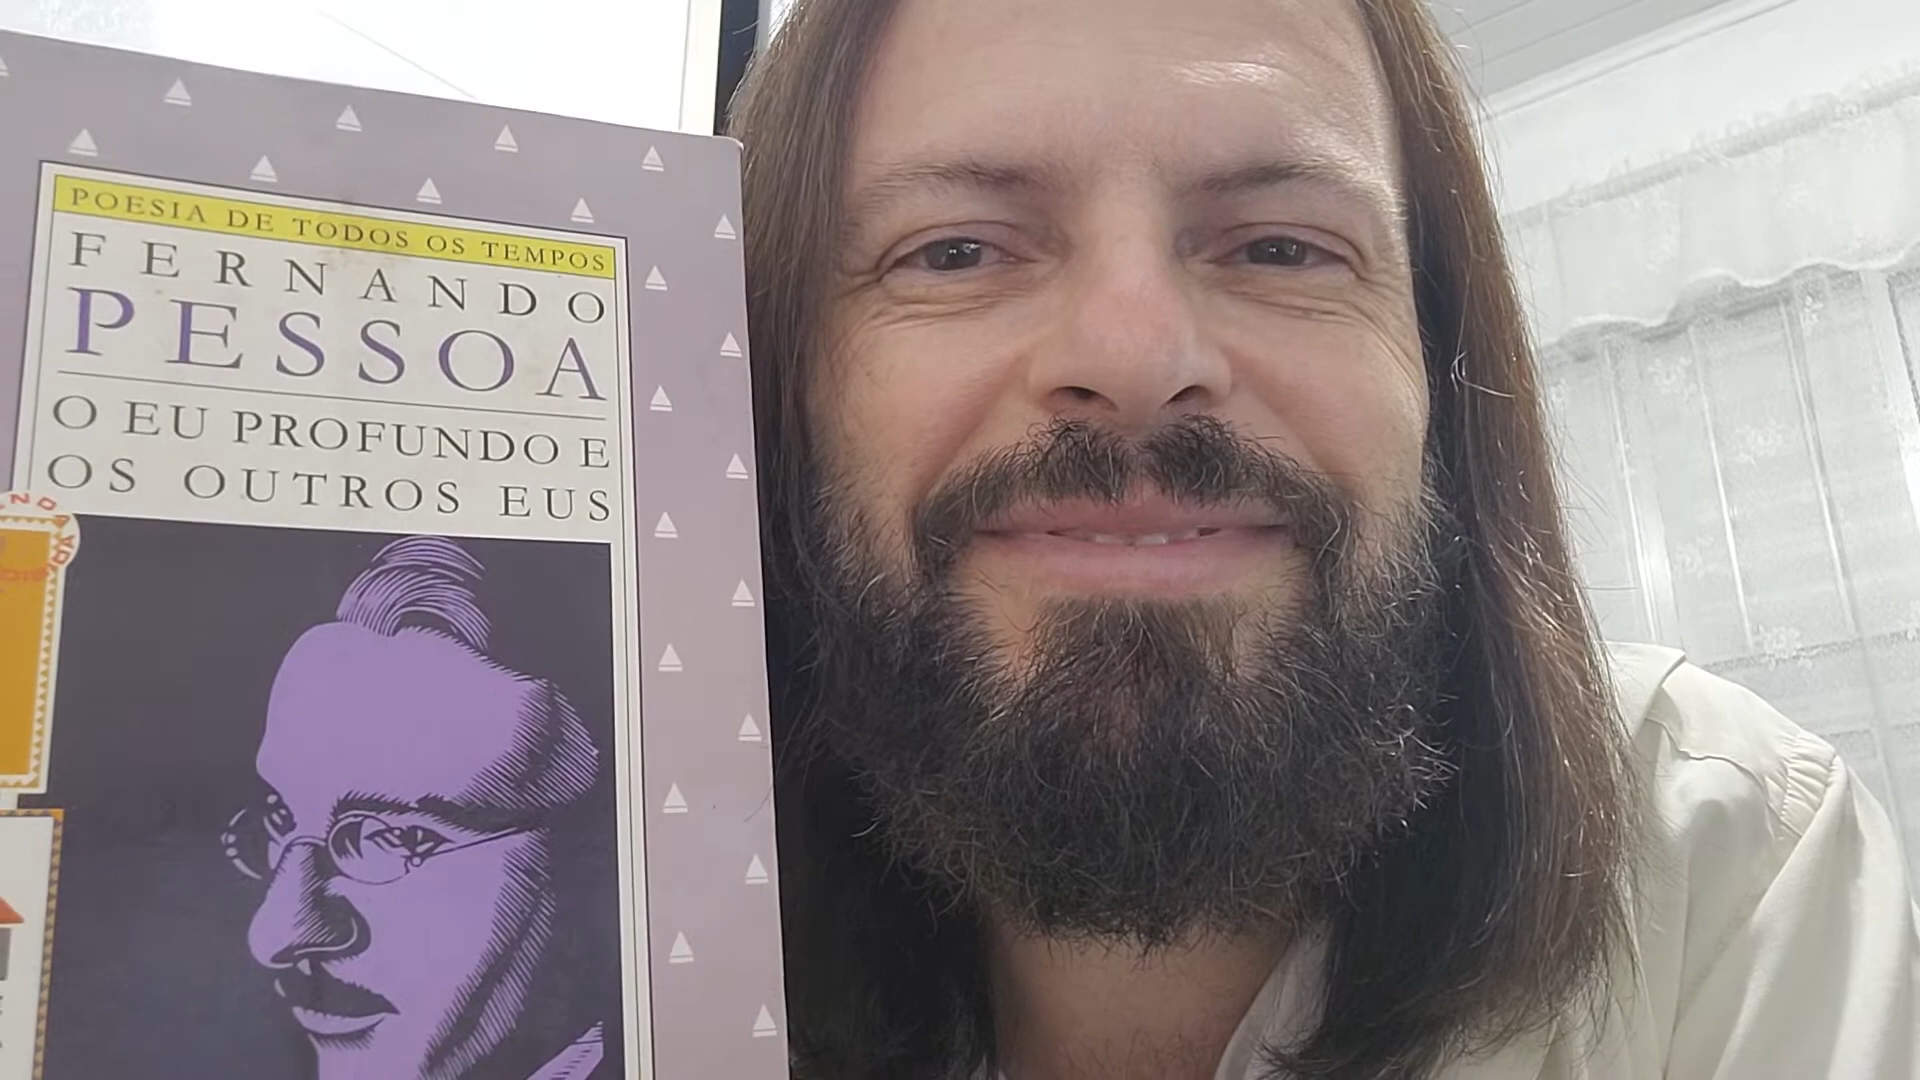 POESIA DE TODOS OS TEMPOS
FERNANDO
PESSOA
O EU PROFUNDO E
OS OUTROS EUS